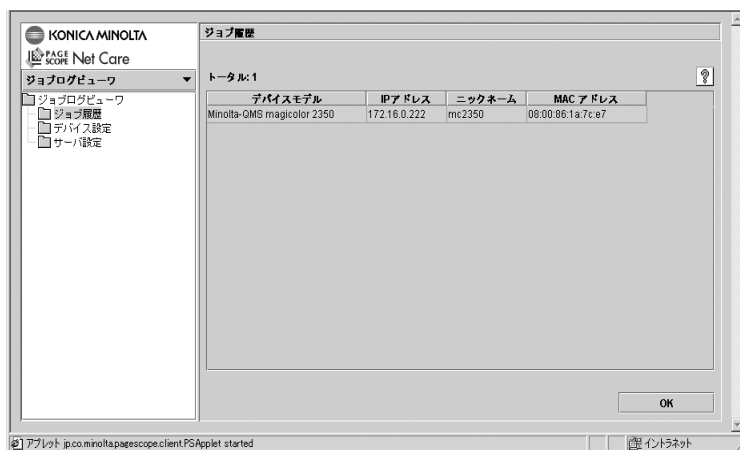 KONICA MINOLTA
PAGE SCOPE Net Care
ジョブログビューワ
ジョブログビューワ
ジョブ履歴
デバイス設定
サーバ設定
ジョブ履歴
トータル: 1
?
デバイスモデル IPアドレス ニックネーム MAC アドレス
Minolta-QMS magicolor 2350 172.16.0.222 mc2350 08:00:86:1a:7c:e7
OK
アプレット jp.co.minolta.pagescope.client.PSApplet started
イントラネット